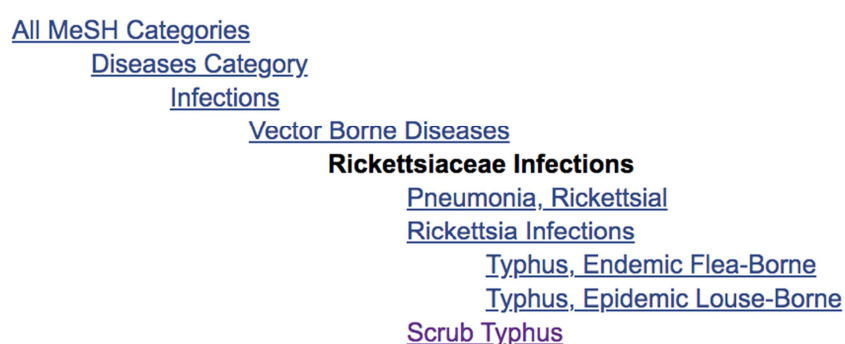 All MeSH Categories
Diseases Category
Infections
Vector Borne Diseases
Rickettsiaceae Infections
Pneumonia, Rickettsial
Rickettsia Infections
Typhus, Endemic Flea-Borne
Typhus, Epidemic Louse-Borne
Scrub Typhus